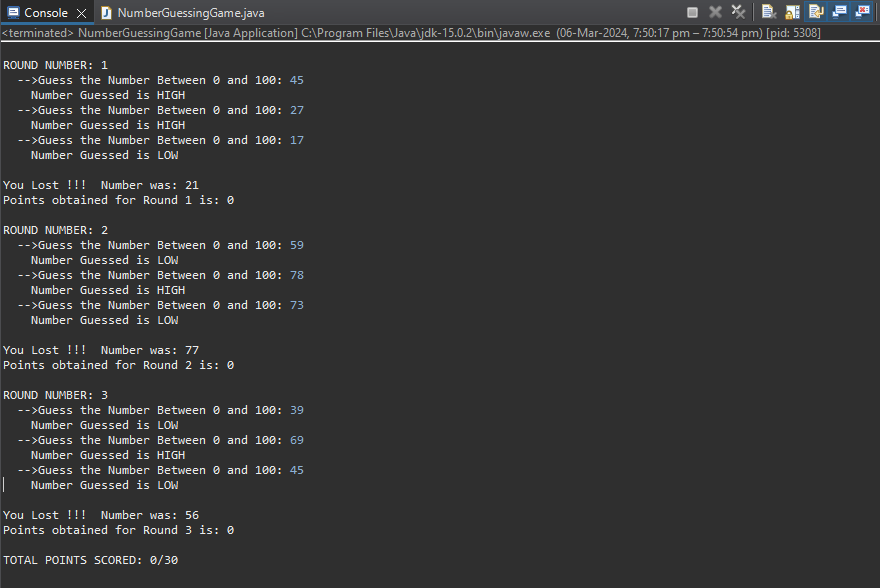 Console NumberGuessingGame.java
<terminated> NumberGuessingGame [Java Application] C:\Program Files\Java\jdk-15.0.2\bin\javaw.exe (06-Mar-2024, 7:50:17 pm – 7:50:54 pm) [pid: 5308]
ROUND NUMBER: 1
-->Guess the Number Between 0 and 100: 45
Number Guessed is HIGH
-->Guess the Number Between 0 and 100: 27
Number Guessed is HIGH
-->Guess the Number Between 0 and 100: 17
Number Guessed is LOW
You Lost !!! Number was: 21
Points obtained for Round 1 is: 0
ROUND NUMBER: 2
-->Guess the Number Between 0 and 100: 59
Number Guessed is LOW
-->Guess the Number Between 0 and 100: 78
Number Guessed is HIGH
-->Guess the Number Between 0 and 100: 73
Number Guessed is LOW
You Lost !!! Number was: 77
Points obtained for Round 2 is: 0
ROUND NUMBER: 3
-->Guess the Number Between 0 and 100: 39
Number Guessed is LOW
-->Guess the Number Between 0 and 100: 69
Number Guessed is HIGH
-->Guess the Number Between 0 and 100: 45
Number Guessed is LOW
You Lost !!! Number was: 56
Points obtained for Round 3 is: 0
TOTAL POINTS SCORED: 0/30